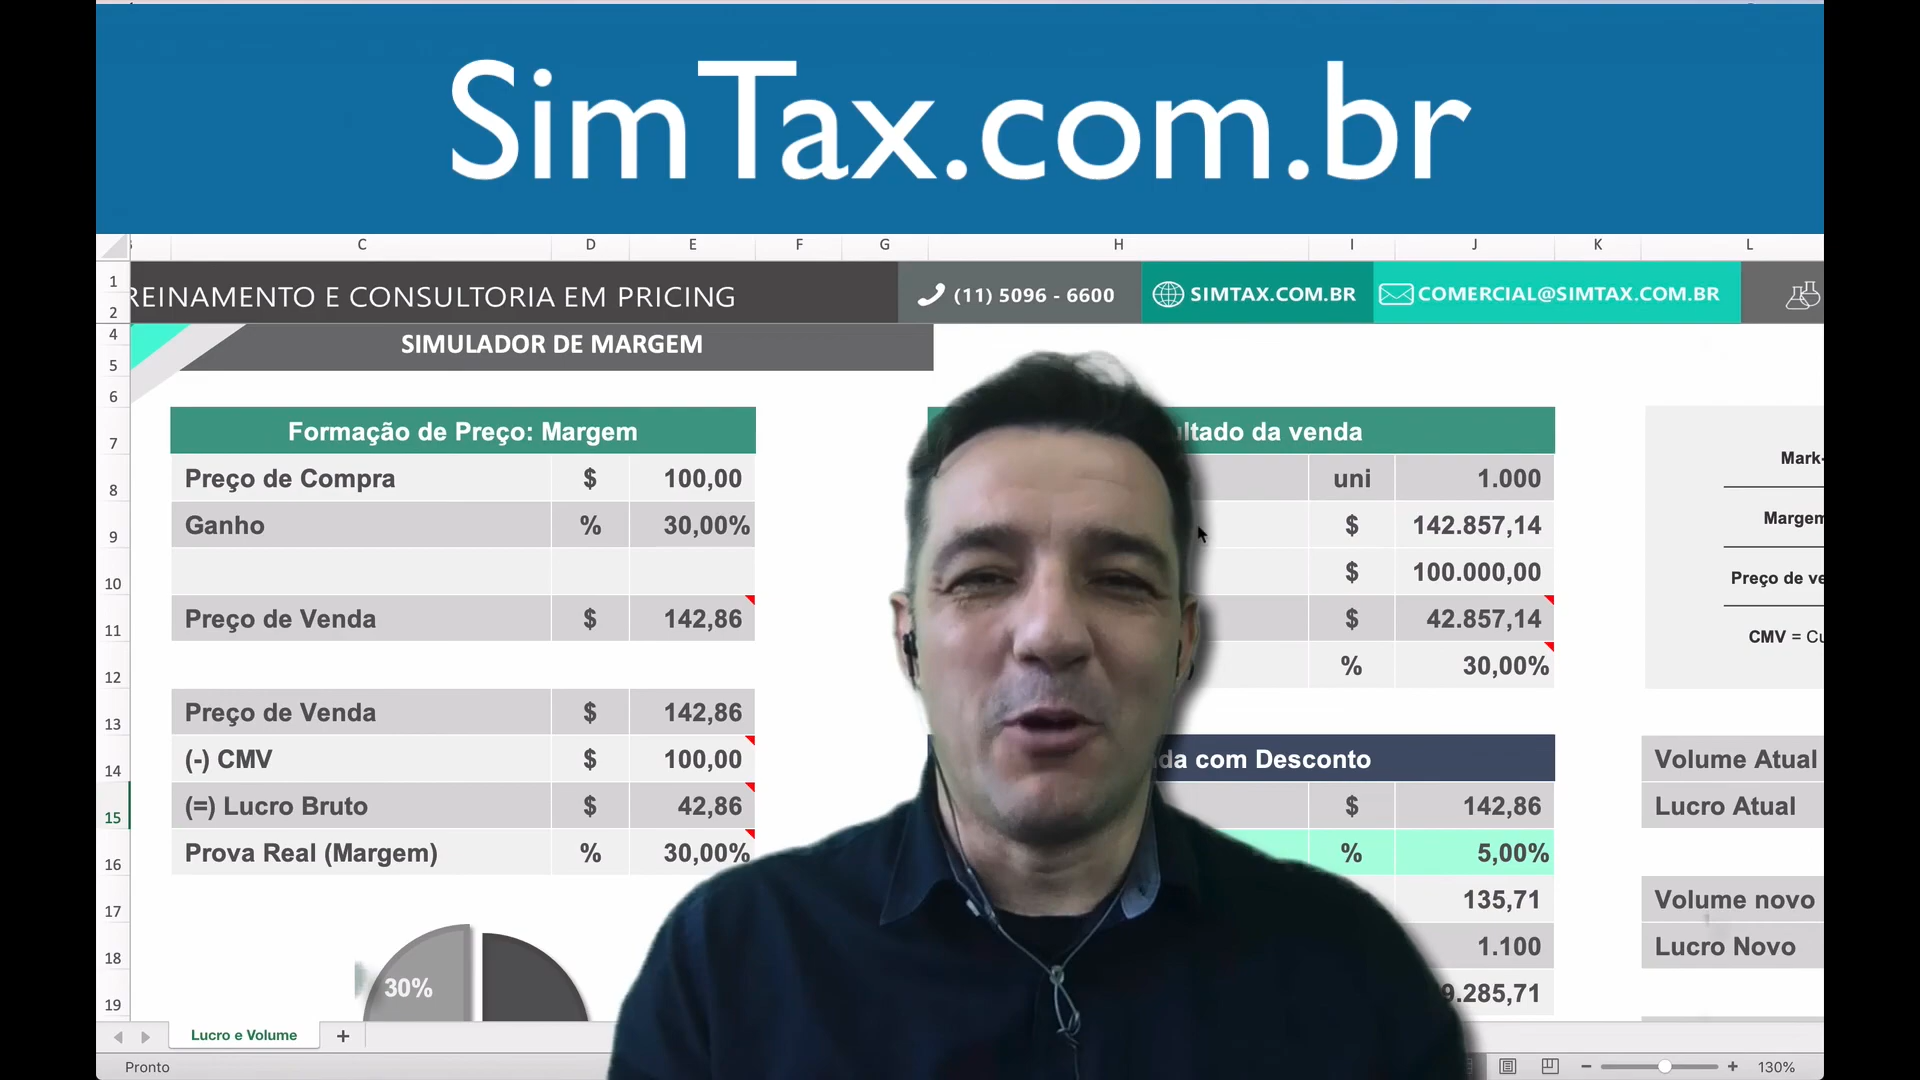 SimTax.com.br
C D E F G H I J K L
1 REINAMENTO E CONSULTORIA EM PRICING (11) 5096 - 6600 SIMTAX.COM.BR COMERCIAL@SIMTAX.COM.BR
2
4 SIMULADOR DE MARGEM
5
6
7 Formação de Preço: Margem ultado da venda
Mark-
8 Preço de Compra $ 100,00 uni 1.000
9 Ganho % 30,00% $ 142.857,14 Margem
10 $ 100.000,00 Preço de ve
11 Preço de Venda $ 142,86 $ 42.857,14 CMV = Cu
12 % 30,00%
13 Preço de Venda $ 142,86
14 (-) CMV $ 100,00 da com Desconto Volume Atual
15 (=) Lucro Bruto $ 42,86 $ 142,86 Lucro Atual
16 Prova Real (Margem) % 30,00% % 5,00%
17 135,71 Volume novo
18 1.100 Lucro Novo
19 30% 9.285,71
Lucro e Volume +
Pronto 130%